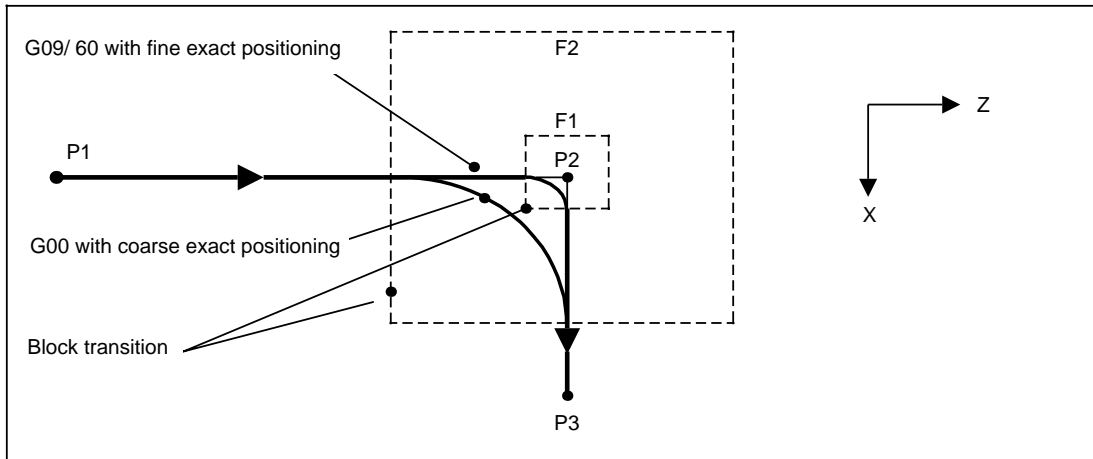 G09/ 60 with fine exact positioning
F2
Z
F1
P1
P2
X
G00 with coarse exact positioning
Block transition
P3